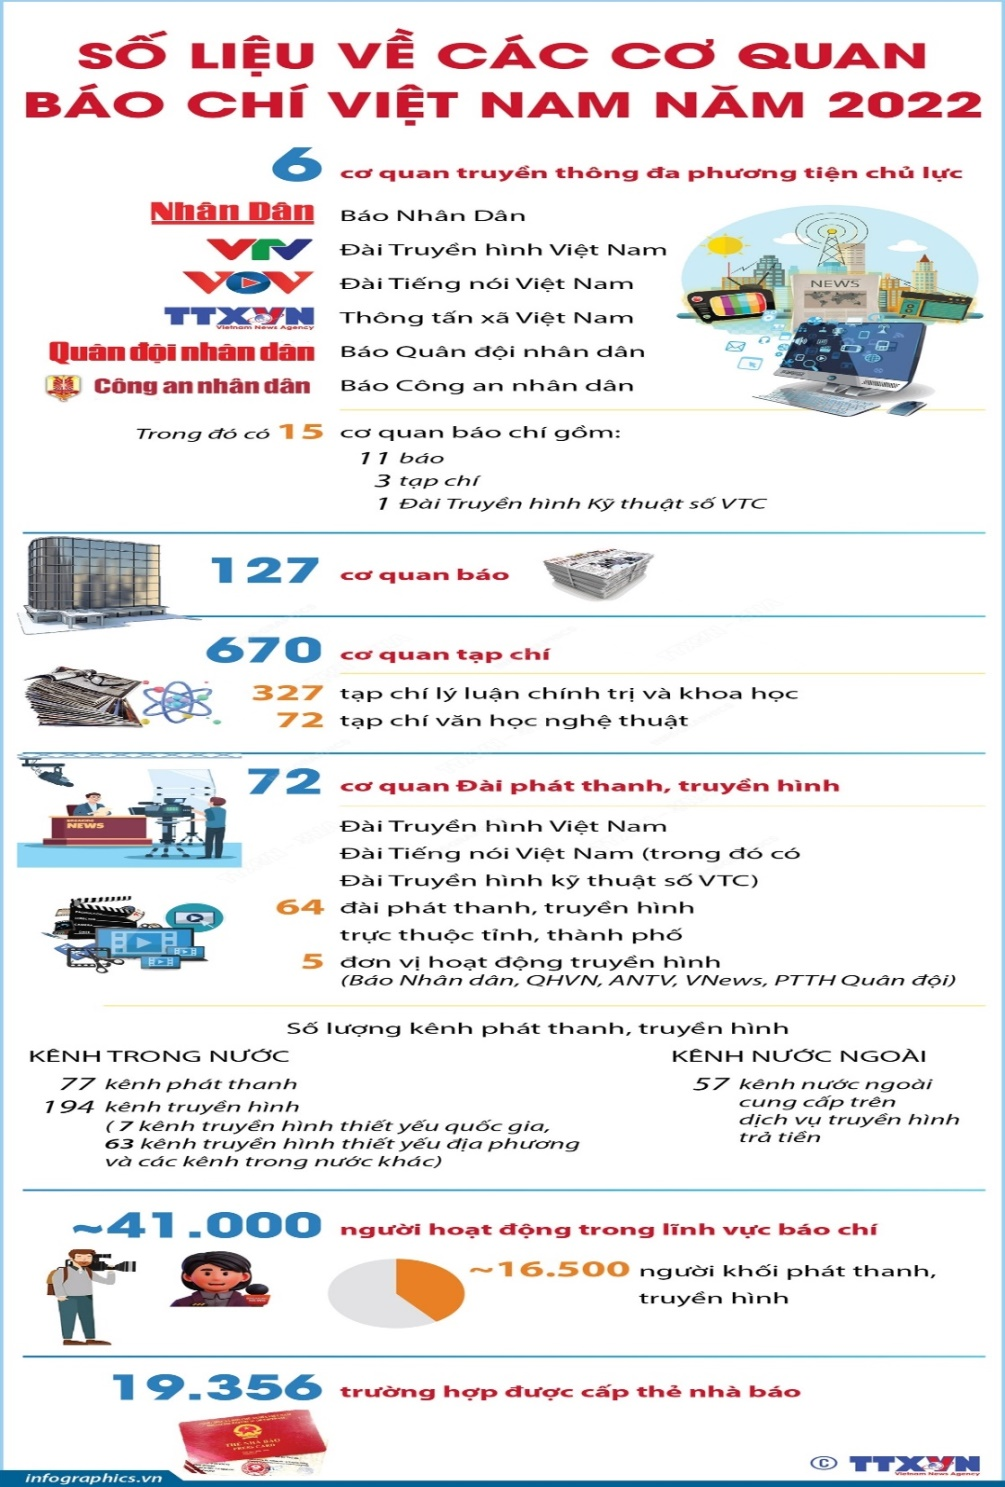 SỐ LIỆU VỀ CÁC CƠ QUAN
BÁO CHÍ VIỆT NAM NĂM 2022
6 cơ quan truyền thông đa phương tiện chủ lực
Nhân Dân Báo Nhân Dân
VTV Đài Truyền hình Việt Nam
VOV Đài Tiếng nói Việt Nam
TTXVN Thông tấn xã Việt Nam
Vietnam News Agency
Quân đội nhân dân Báo Quân đội nhân dân
Công an nhân dân Báo Công an nhân dân
NEWS
Trong đó có 15 cơ quan báo chí gồm:
11 báo
3 tạp chí
1 Đài Truyền hình Kỹ thuật số VTC
127 cơ quan báo
670 cơ quan tạp chí
327 tạp chí lý luận chính trị và khoa học
72 tạp chí văn học nghệ thuật
72 cơ quan Đài phát thanh, truyền hình
NEWS
Đài Truyền hình Việt Nam
Đài Tiếng nói Việt Nam (trong đó có
Đài Truyền hình kỹ thuật số VTC)
64 đài phát thanh, truyền hình
trực thuộc tỉnh, thành phố
5 đơn vị hoạt động truyền hình
(Báo Nhân dân, QHVN, ANTV, VNews, PTTH Quân đội)
Số lượng kênh phát thanh, truyền hình
KÊNH TRONG NƯỚC
77 kênh phát thanh
194 kênh truyền hình
( 7 kênh truyền hình thiết yếu quốc gia,
63 kênh truyền hình thiết yếu địa phương
và các kênh trong nước khác)
KÊNH NƯỚC NGOÀI
57 kênh nước ngoài
cung cấp trên
dịch vụ truyền hình
trả tiền
~41.000 người hoạt động trong lĩnh vực báo chí
~16.500 người khối phát thanh,
truyền hình
19.356 trường hợp được cấp thẻ nhà báo
THẺ NHÀ BÁO
PRESS CARD
infographics.vn
© TTXVN
Vietnam News Agency